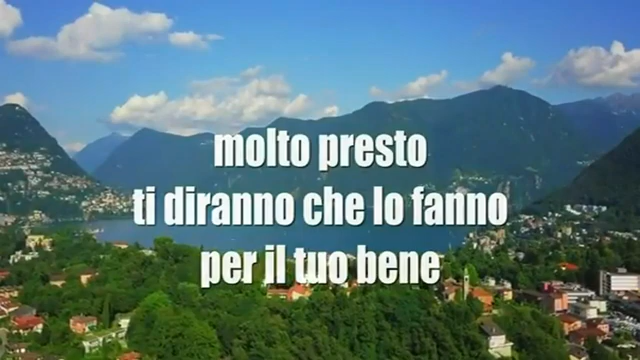 molto presto
ti diranno che lo fanno
per il tuo bene